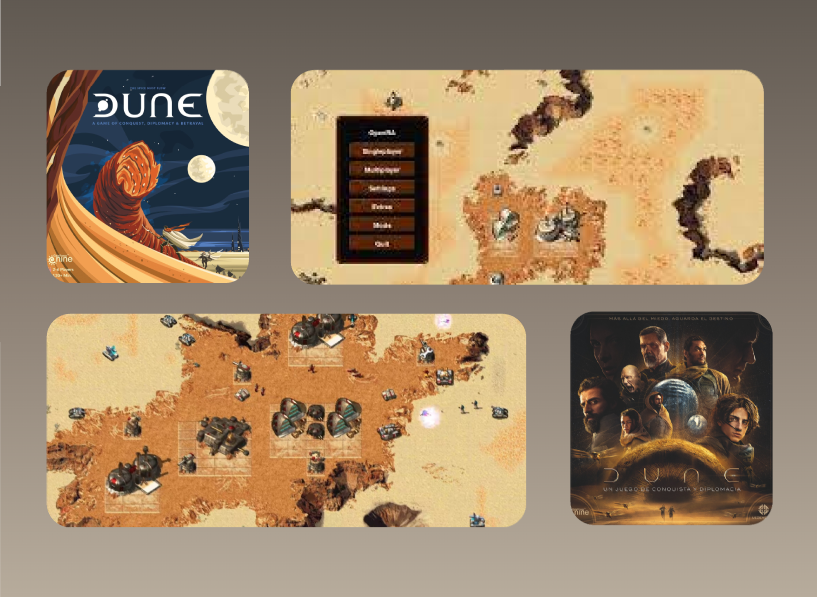 DUNE
A GAME OF CONQUEST, DIPLOMACY & BETRAYAL
OpenRA
Singleplayer
Multiplayer
Settings
Extras
Mods
Quit
MÁS ALLÁ DEL MIEDO, AGUARDA EL DESTINO
DUNE
UN JUEGO DE CONQUISTA Y DIPLOMACIA